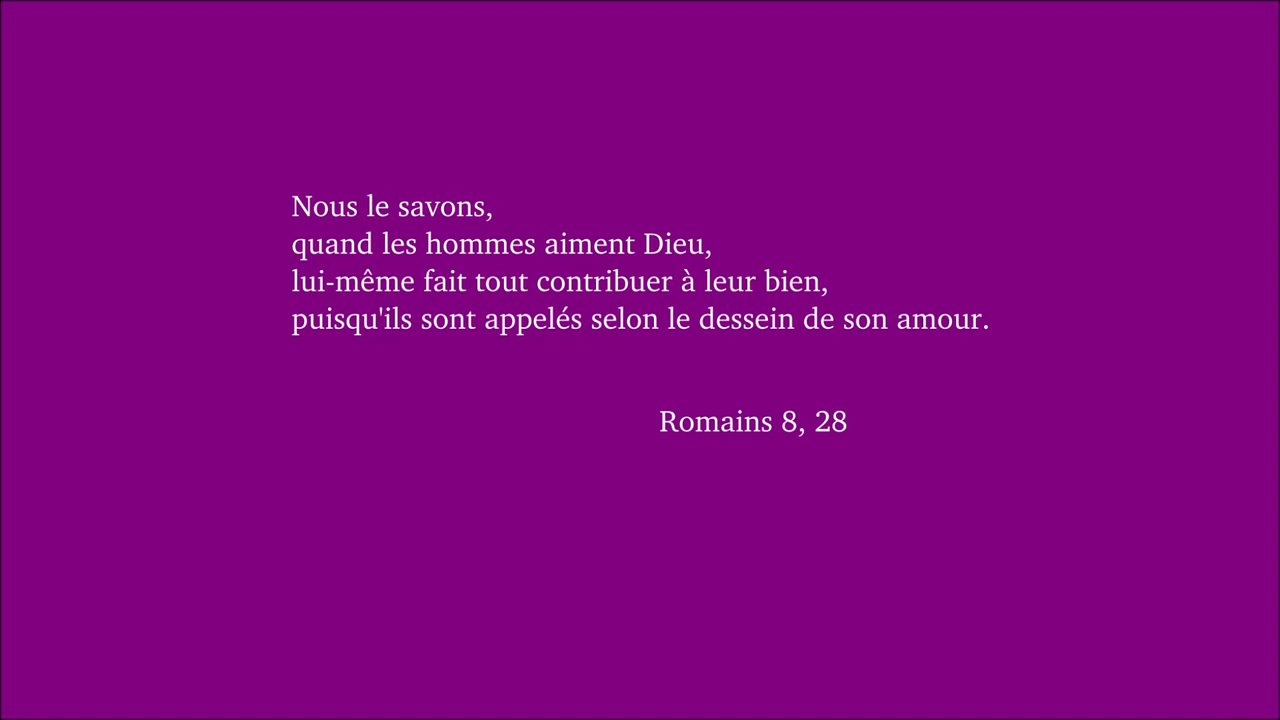 Nous le savons,
quand les hommes aiment Dieu,
lui-même fait tout contribuer à leur bien,
puisqu'ils sont appelés selon le dessein de son amour.
Romains 8, 28